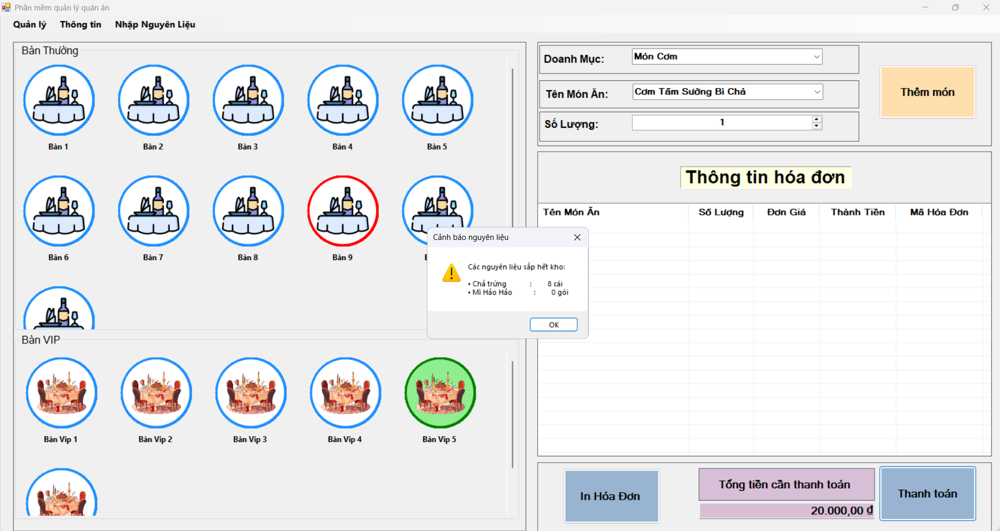 Phần mềm quản lý quán ăn
Quản lý Thông tin Nhập Nguyên Liệu
Bàn Thường
Bàn 1 Bàn 2 Bàn 3 Bàn 4 Bàn 5
Bàn 6 Bàn 7 Bàn 8 Bàn 9
Bàn VIP
Bàn Vip 1 Bàn Vip 2 Bàn Vip 3 Bàn Vip 4 Bàn Vip 5
Doanh Mục: Món Cơm
Tên Món Ăn: Cơm Tấm Sường Bì Chả
Số Lượng: 1
Thêm món
Thông tin hóa đơn
Tên Món Ăn Số Lượng Đơn Giá Thành Tiền Mã Hóa Đơn
Cảnh báo nguyên liệu
Các nguyên liệu sắp hết kho:
• Chả trứng : 8 cái
• Mì Hảo Hảo : 0 gói
OK
In Hóa Đơn
Tổng tiền cần thanh toán
20.000,00 ₫
Thanh toán